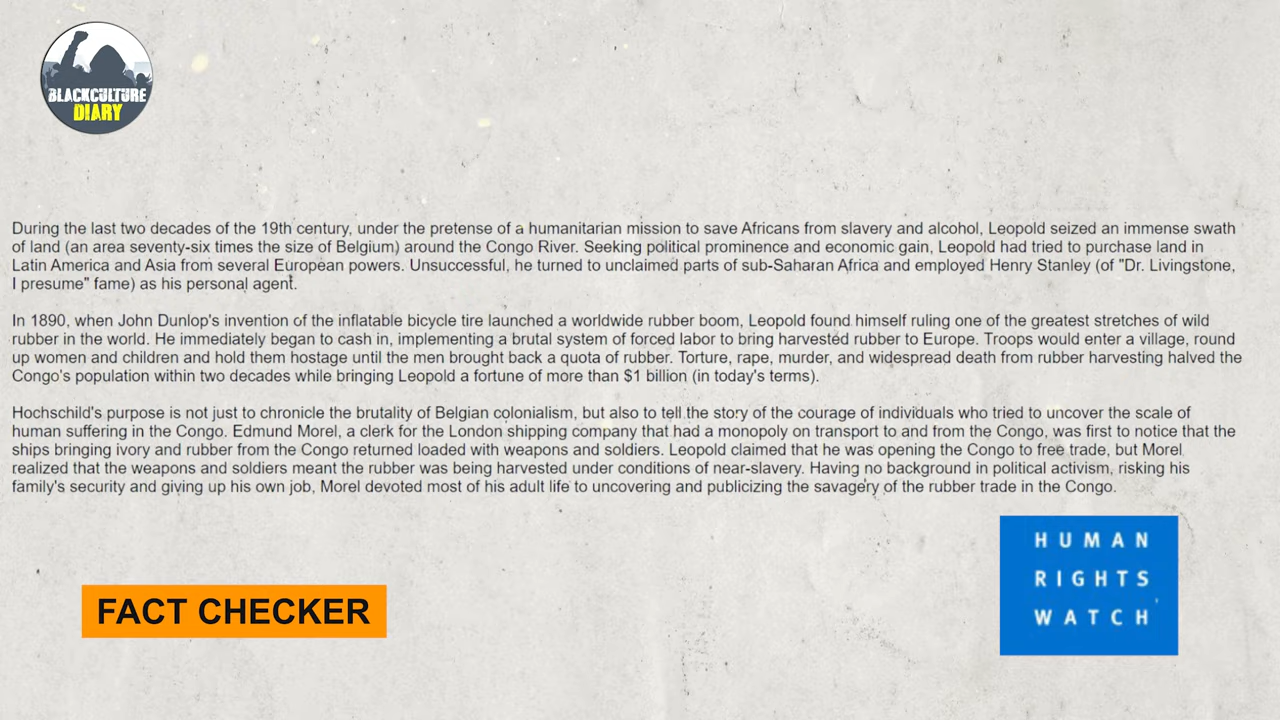 BLACKCULTURE
DIARY
During the last two decades of the 19th century, under the pretense of a humanitarian mission to save Africans from slavery and alcohol, Leopold seized an immense swath
of land (an area seventy-six times the size of Belgium) around the Congo River. Seeking political prominence and economic gain, Leopold had tried to purchase land in
Latin America and Asia from several European powers. Unsuccessful, he turned to unclaimed parts of sub-Saharan Africa and employed Henry Stanley (of "Dr. Livingstone,
I presume" fame) as his personal agent.
In 1890, when John Dunlop's invention of the inflatable bicycle tire launched a worldwide rubber boom, Leopold found himself ruling one of the greatest stretches of wild
rubber in the world. He immediately began to cash in, implementing a brutal system of forced labor to bring harvested rubber to Europe. Troops would enter a village, round
up women and children and hold them hostage until the men brought back a quota of rubber. Torture, rape, murder, and widespread death from rubber harvesting halved the
Congo's population within two decades while bringing Leopold a fortune of more than $1 billion (in today's terms).
Hochschild's purpose is not just to chronicle the brutality of Belgian colonialism, but also to tell the story of the courage of individuals who tried to uncover the scale of
human suffering in the Congo. Edmund Morel, a clerk for the London shipping company that had a monopoly on transport to and from the Congo, was first to notice that the
ships bringing ivory and rubber from the Congo returned loaded with weapons and soldiers. Leopold claimed that he was opening the Congo to free trade, but Morel
realized that the weapons and soldiers meant the rubber was being harvested under conditions of near-slavery. Having no background in political activism, risking his
family's security and giving up his own job, Morel devoted most of his adult life to uncovering and publicizing the savagery of the rubber trade in the Congo.
FACT CHECKER
HUMAN
RIGHTS
WATCH